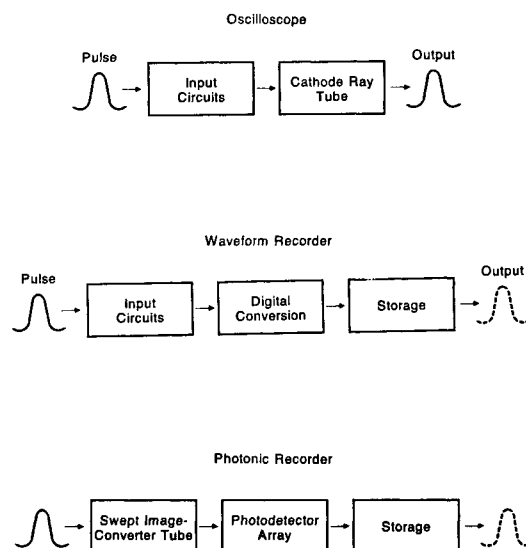 Oscilloscope
Pulse
Output
Input
Circuits
Cathode Ray
Tube
Waveform Recorder
Pulse
Output
Input
Circuits
Digital
Conversion
Storage
Photonic Recorder
Swept Image-
Converter Tube
Photodetector
Array
Storage